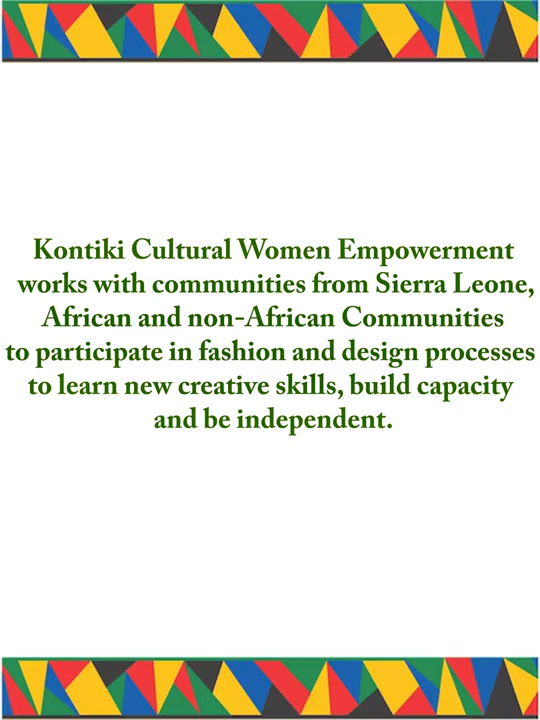 Kontiki Cultural Women Empowerment
works with communities from Sierra Leone,
African and non-African Communities
to participate in fashion and design processes
to learn new creative skills, build capacity
and be independent.